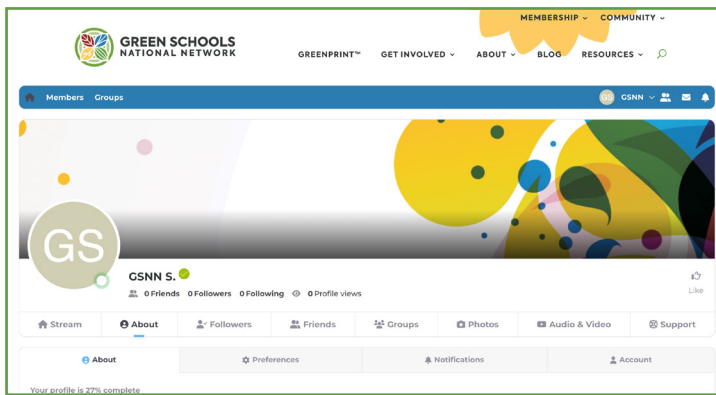 MEMBERSHIP COMMUNITY
GREEN SCHOOLS
NATIONAL NETWORK
GREENPRINT™ GET INVOLVED ABOUT BLOG RESOURCES
Members Groups
GS GSNN
GS
GSNN S.
0 Friends 0 Followers 0 Following 0 Profile views
Like
Stream About Followers Friends Groups Photos Audio & Video Support
About Preferences Notifications Account
Your profile is 27% complete